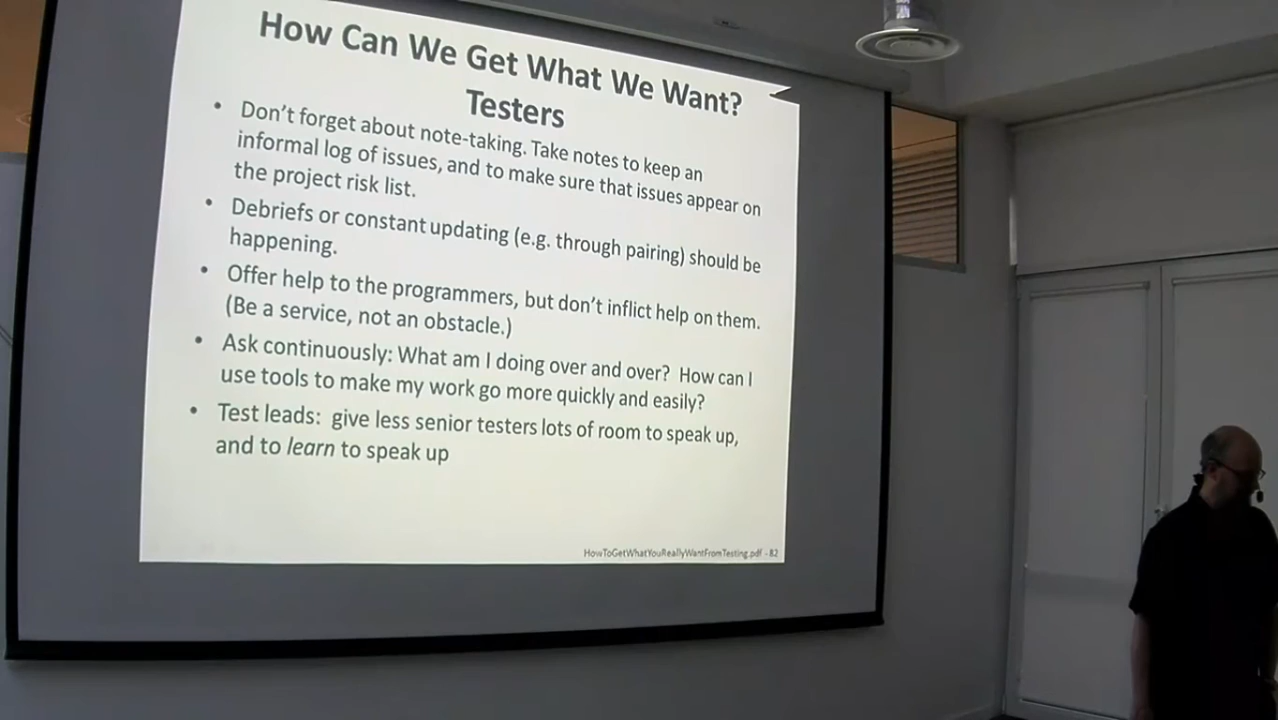 How Can We Get What We Want?
Testers
• Don't forget about note-taking. Take notes to keep an
informal log of issues, and to make sure that issues appear on
the project risk list.
• Debriefs or constant updating (e.g. through pairing) should be
happening.
• Offer help to the programmers, but don't inflict help on them.
(Be a service, not an obstacle.)
• Ask continuously: What am I doing over and over? How can I
use tools to make my work go more quickly and easily?
• Test leads: give less senior testers lots of room to speak up,
and to learn to speak up
HowToGetWhatYouReallyWantFromTesting.pdf - 82